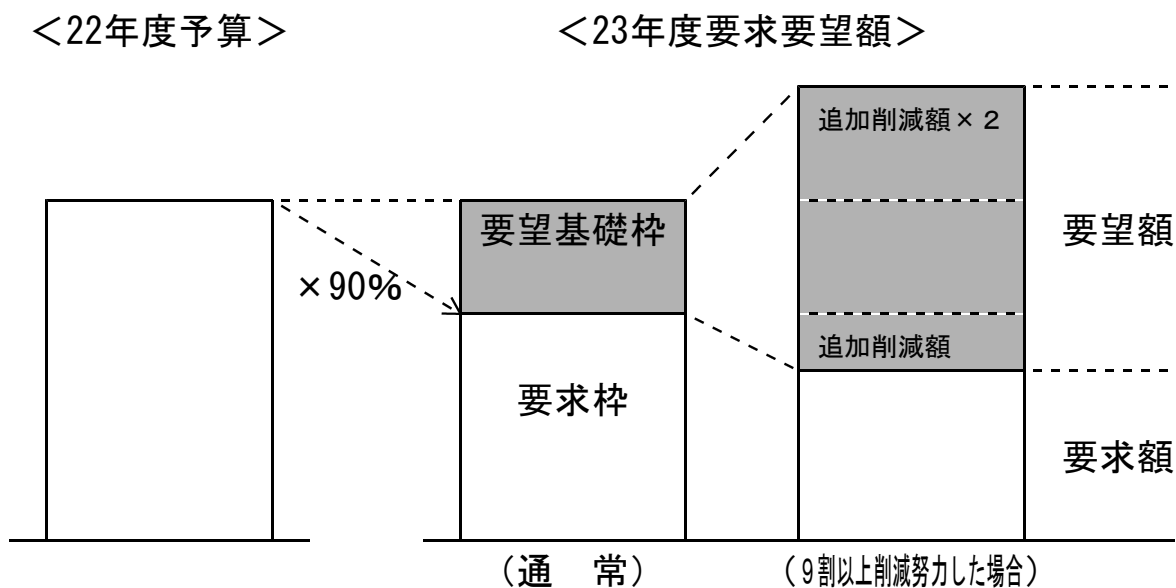 ＜22年度予算＞
＜23年度要求要望額＞
追加削減額×２
要望基礎枠
要望額
×90%
追加削減額
要求枠
要求額
（通　常）
（９割以上削減努力した場合）